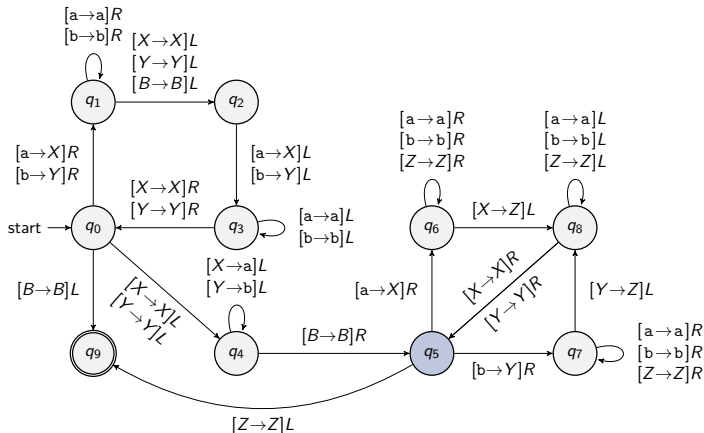 [a→a]R
[b→b]R
[X→X]L
[Y→Y]L
[B→B]L
q1
q2
[a→X]R
[b→Y]R
[a→X]L
[b→Y]L
[X→X]R
[Y→Y]R
start
q0
q3
[a→a]L
[b→b]L
[B→B]L
[X→X]L
[Y→Y]L
[X→a]L
[Y→b]L
q9
q4
[B→B]R
[a→a]R
[b→b]R
[Z→Z]R
[a→a]L
[b→b]L
[Z→Z]L
q6
[X→Z]L
q8
[a→X]R
[X→X]R
[Y→Y]R
[Y→Z]L
q5
[b→Y]R
q7
[a→a]R
[b→b]R
[Z→Z]R
[Z→Z]L